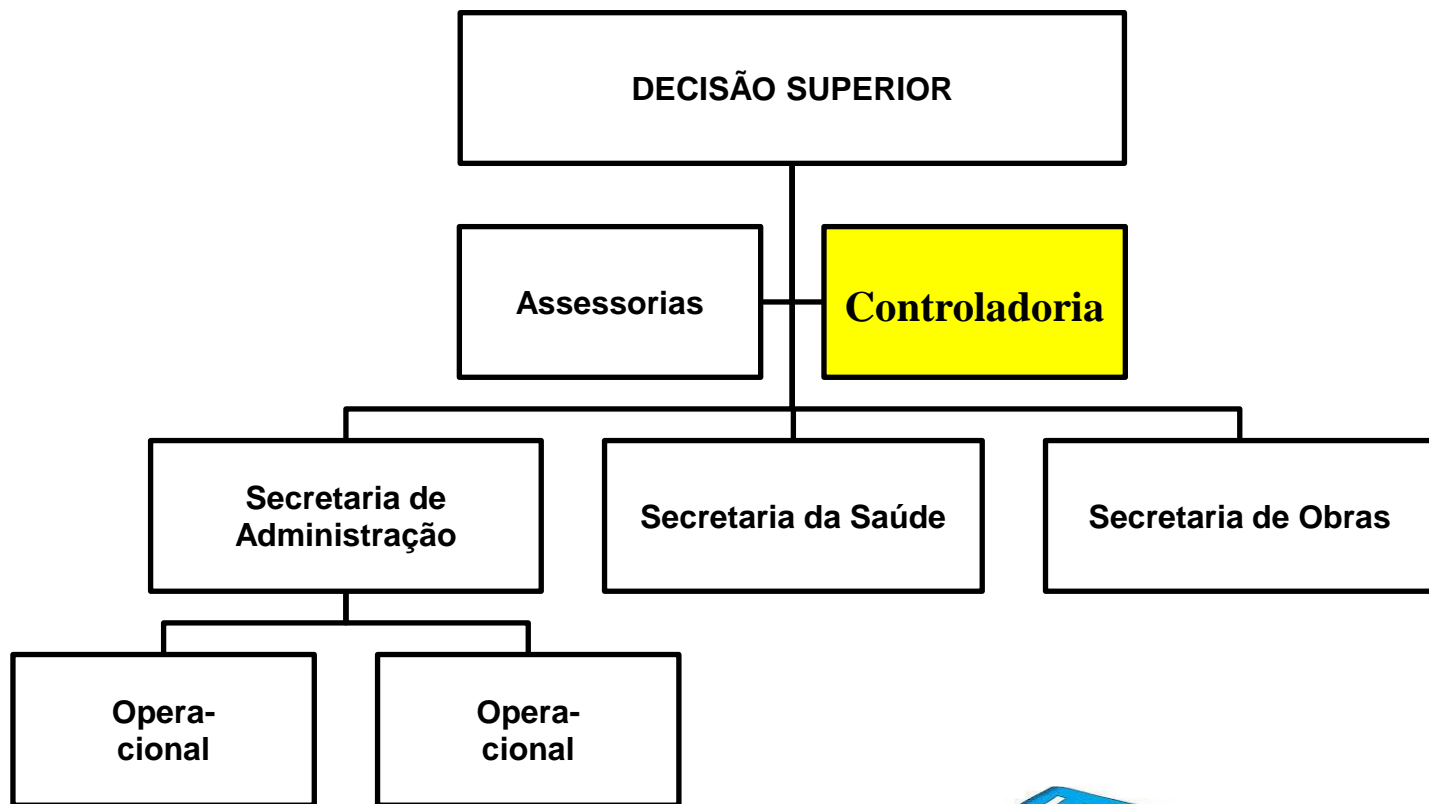 DECISÃO SUPERIOR
Assessorias
Controladoria
Secretaria de
Administração
Secretaria da Saúde
Secretaria de Obras
Opera-
cional
Opera-
cional